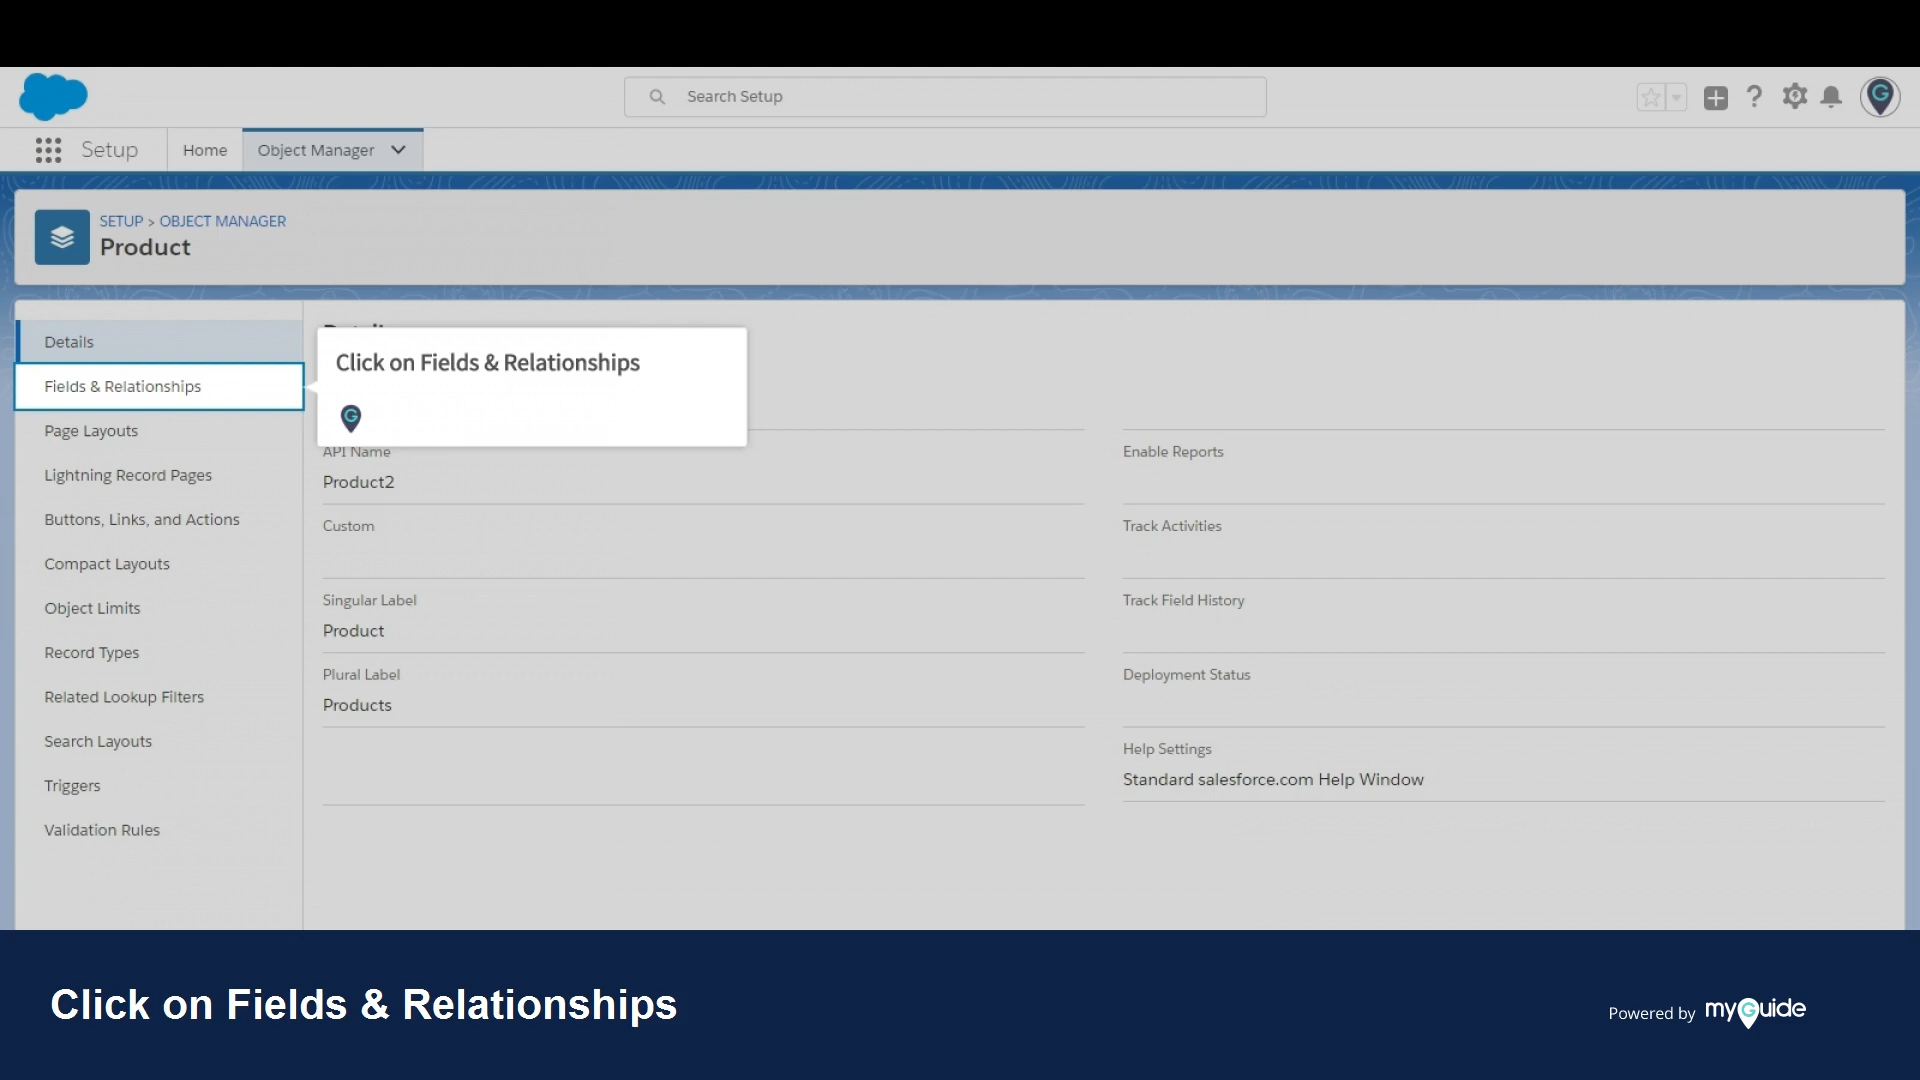 Search Setup
Setup
Home
Object Manager
SETUP > OBJECT MANAGER
Product
Details
Fields & Relationships
Page Layouts
Lightning Record Pages
Buttons, Links, and Actions
Compact Layouts
Object Limits
Record Types
Related Lookup Filters
Search Layouts
Triggers
Validation Rules
Details
Click on Fields & Relationships
API Name
Product2
Custom
Singular Label
Product
Plural Label
Products
Enable Reports
Track Activities
Track Field History
Deployment Status
Help Settings
Standard salesforce.com Help Window
Click on Fields & Relationships
Powered by myGuide